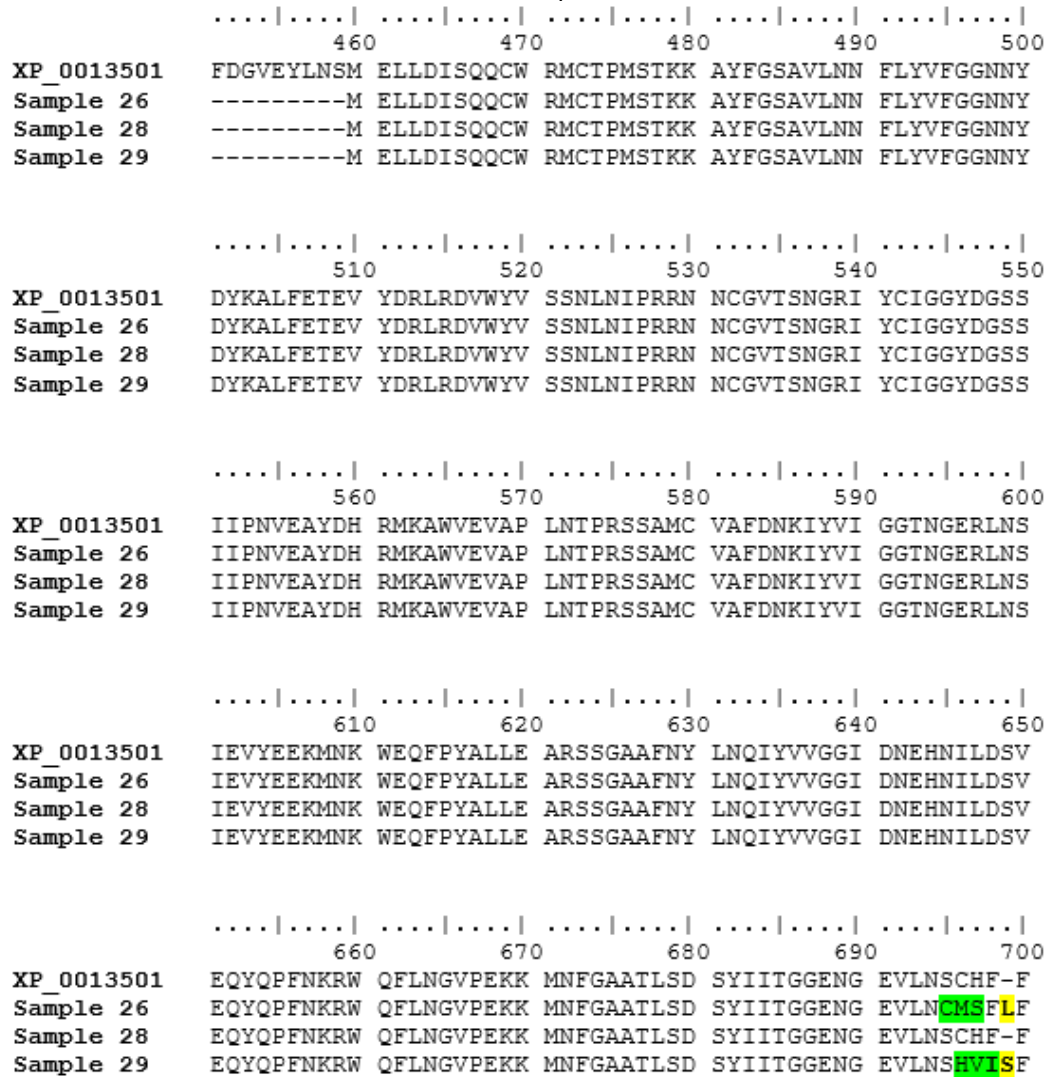 ....|....| ....|....| ....|....| ....|....| ....|....|
460 470 480 490 500
XP_0013501 FDGVEYLNSM ELLDISQQCW RMCTPMSTKK AYFGSAVLNN FLYVFGGNNY
Sample 26 ---------M ELLDISQQCW RMCTPMSTKK AYFGSAVLNN FLYVFGGNNY
Sample 28 ---------M ELLDISQQCW RMCTPMSTKK AYFGSAVLNN FLYVFGGNNY
Sample 29 ---------M ELLDISQQCW RMCTPMSTKK AYFGSAVLNN FLYVFGGNNY
....|....| ....|....| ....|....| ....|....| ....|....|
510 520 530 540 550
XP_0013501 DYKALFETEV YDRLRDVWYV SSNLNIPRRN NCGVTSNGRI YCIGGYDGSS
Sample 26 DYKALFETEV YDRLRDVWYV SSNLNIPRRN NCGVTSNGRI YCIGGYDGSS
Sample 28 DYKALFETEV YDRLRDVWYV SSNLNIPRRN NCGVTSNGRI YCIGGYDGSS
Sample 29 DYKALFETEV YDRLRDVWYV SSNLNIPRRN NCGVTSNGRI YCIGGYDGSS
....|....| ....|....| ....|....| ....|....| ....|....|
560 570 580 590 600
XP_0013501 IIPNVEAYDH RMKAWVEVAP LNTPRSSAMC VAFDNKIYVI GGTNGERLNS
Sample 26 IIPNVEAYDH RMKAWVEVAP LNTPRSSAMC VAFDNKIYVI GGTNGERLNS
Sample 28 IIPNVEAYDH RMKAWVEVAP LNTPRSSAMC VAFDNKIYVI GGTNGERLNS
Sample 29 IIPNVEAYDH RMKAWVEVAP LNTPRSSAMC VAFDNKIYVI GGTNGERLNS
....|....| ....|....| ....|....| ....|....| ....|....|
610 620 630 640 650
XP_0013501 IEVYEEKMNK WEQFPYALLE ARSSGAAFNY LNQIYVVGGI DNEHNILDSV
Sample 26 IEVYEEKMNK WEQFPYALLE ARSSGAAFNY LNQIYVVGGI DNEHNILDSV
Sample 28 IEVYEEKMNK WEQFPYALLE ARSSGAAFNY LNQIYVVGGI DNEHNILDSV
Sample 29 IEVYEEKMNK WEQFPYALLE ARSSGAAFNY LNQIYVVGGI DNEHNILDSV
....|....| ....|....| ....|....| ....|....| ....|....|
660 670 680 690 700
XP_0013501 EQYQPFNKRW QFLNGVPEKK MNFGAATLSD SYIITGGENG EVLNSCHF-F
Sample 26 EQYQPFNKRW QFLNGVPEKK MNFGAATLSD SYIITGGENG EVLNCMSFLF
Sample 28 EQYQPFNKRW QFLNGVPEKK MNFGAATLSD SYIITGGENG EVLNSCHF-F
Sample 29 EQYQPFNKRW QFLNGVPEKK MNFGAATLSD SYIITGGENG EVLNSHVISF